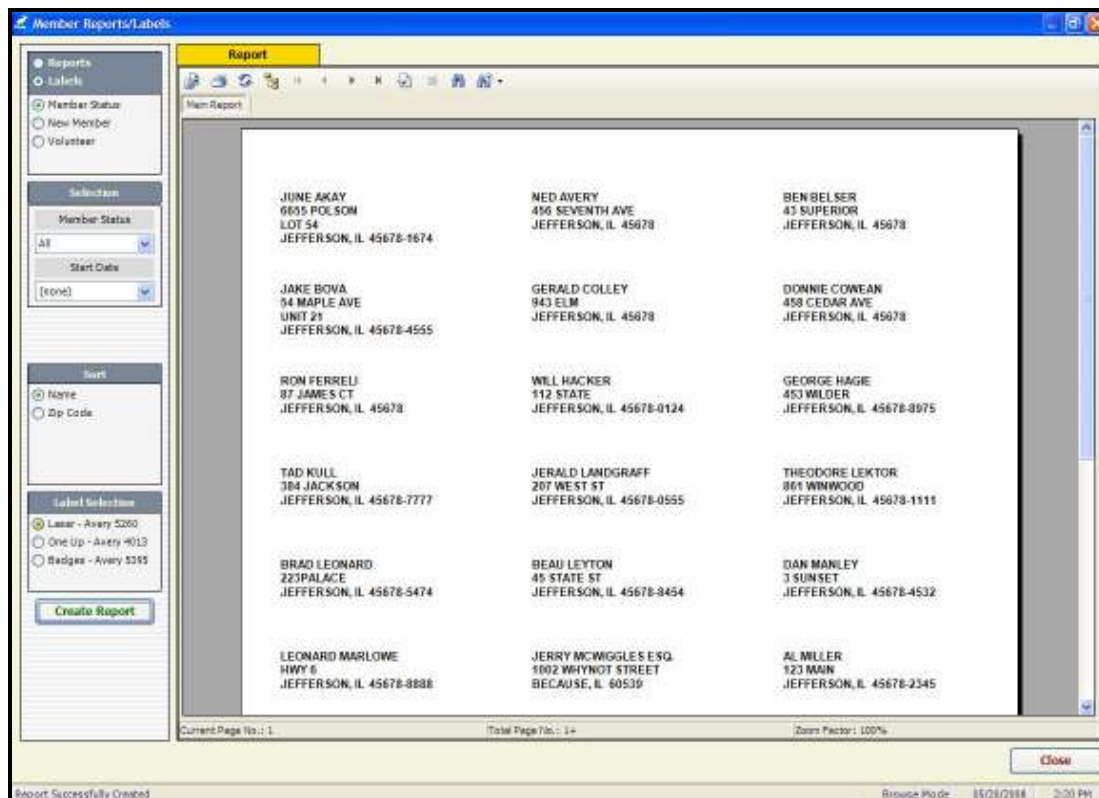 Member Reports/Labels
Reports
Labels
Member Status
New Member
Volunteer
Selection
Member Status
All
Start Date
(none)
Sort
Name
Zip Code
Label Selection
Laser - Avery 5260
One Up - Avery 4013
Badges - Avery 5395
Create Report
Report
Main Report
JUNE AKAY
6655 POLSON
LOT 54
JEFFERSON, IL 45678-1674
NED AVERY
456 SEVENTH AVE
JEFFERSON, IL 45678
BEN BELSER
43 SUPERIOR
JEFFERSON, IL 45678
JAKE BOVA
54 MAPLE AVE
UNIT 21
JEFFERSON, IL 45678-4555
GERALD COLLEY
943 ELM
JEFFERSON, IL 45678
DONNIE COWEAN
458 CEDAR AVE
JEFFERSON, IL 45678
RON
87 JAMES CT
JEFFERSON, IL 45678
WILL HACKER
112 STATE
JEFFERSON, IL 45678-0124
GEORGE HAGIE
453 WILDER
JEFFERSON, IL 45678-8975
TAD KULL
384 JACKSON
JEFFERSON, IL 45678-7777
JERALD LANDGRAFF
207 WEST ST
JEFFERSON, IL 45678-0555
THEODORE LEKTOR
861 WINWOOD
JEFFERSON, IL 45678-1111
BRAD LEONARD
223PALACE
JEFFERSON, IL 45678-5474
BEAU LEYTON
45 STATE ST
JEFFERSON, IL 45678-8454
DAN MANLEY
3 SUNSET
JEFFERSON, IL 45678-4532
LEONARD MARLOWE
HWY 6
JEFFERSON, IL 45678-8888
JERRY MCWIGGLES ESQ.
1002 WHYNOT STREET
BECAUSE, IL 60539
AL MILLER
123 MAIN
JEFFERSON, IL 45678-2345
Current Page No.: 1
Total Page No.: 1+
Zoom Factor: 100%
Close
Report Successfully Created
Browse Mode
2:20 PM